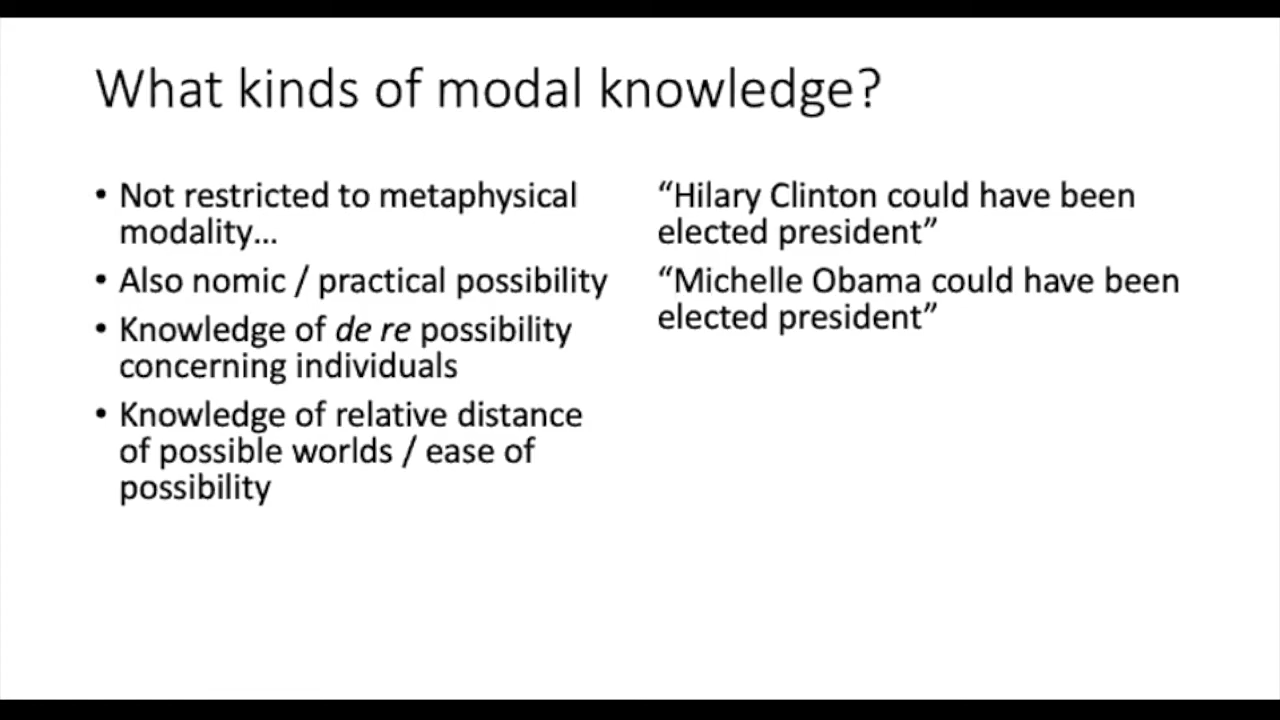 What kinds of modal knowledge?
• Not restricted to metaphysical
modality...
• Also nomic / practical possibility
• Knowledge of de re possibility
concerning individuals
• Knowledge of relative distance
of possible worlds / ease of
possibility
“Hilary Clinton could have been
elected president”
“Michelle Obama could have been
elected president”